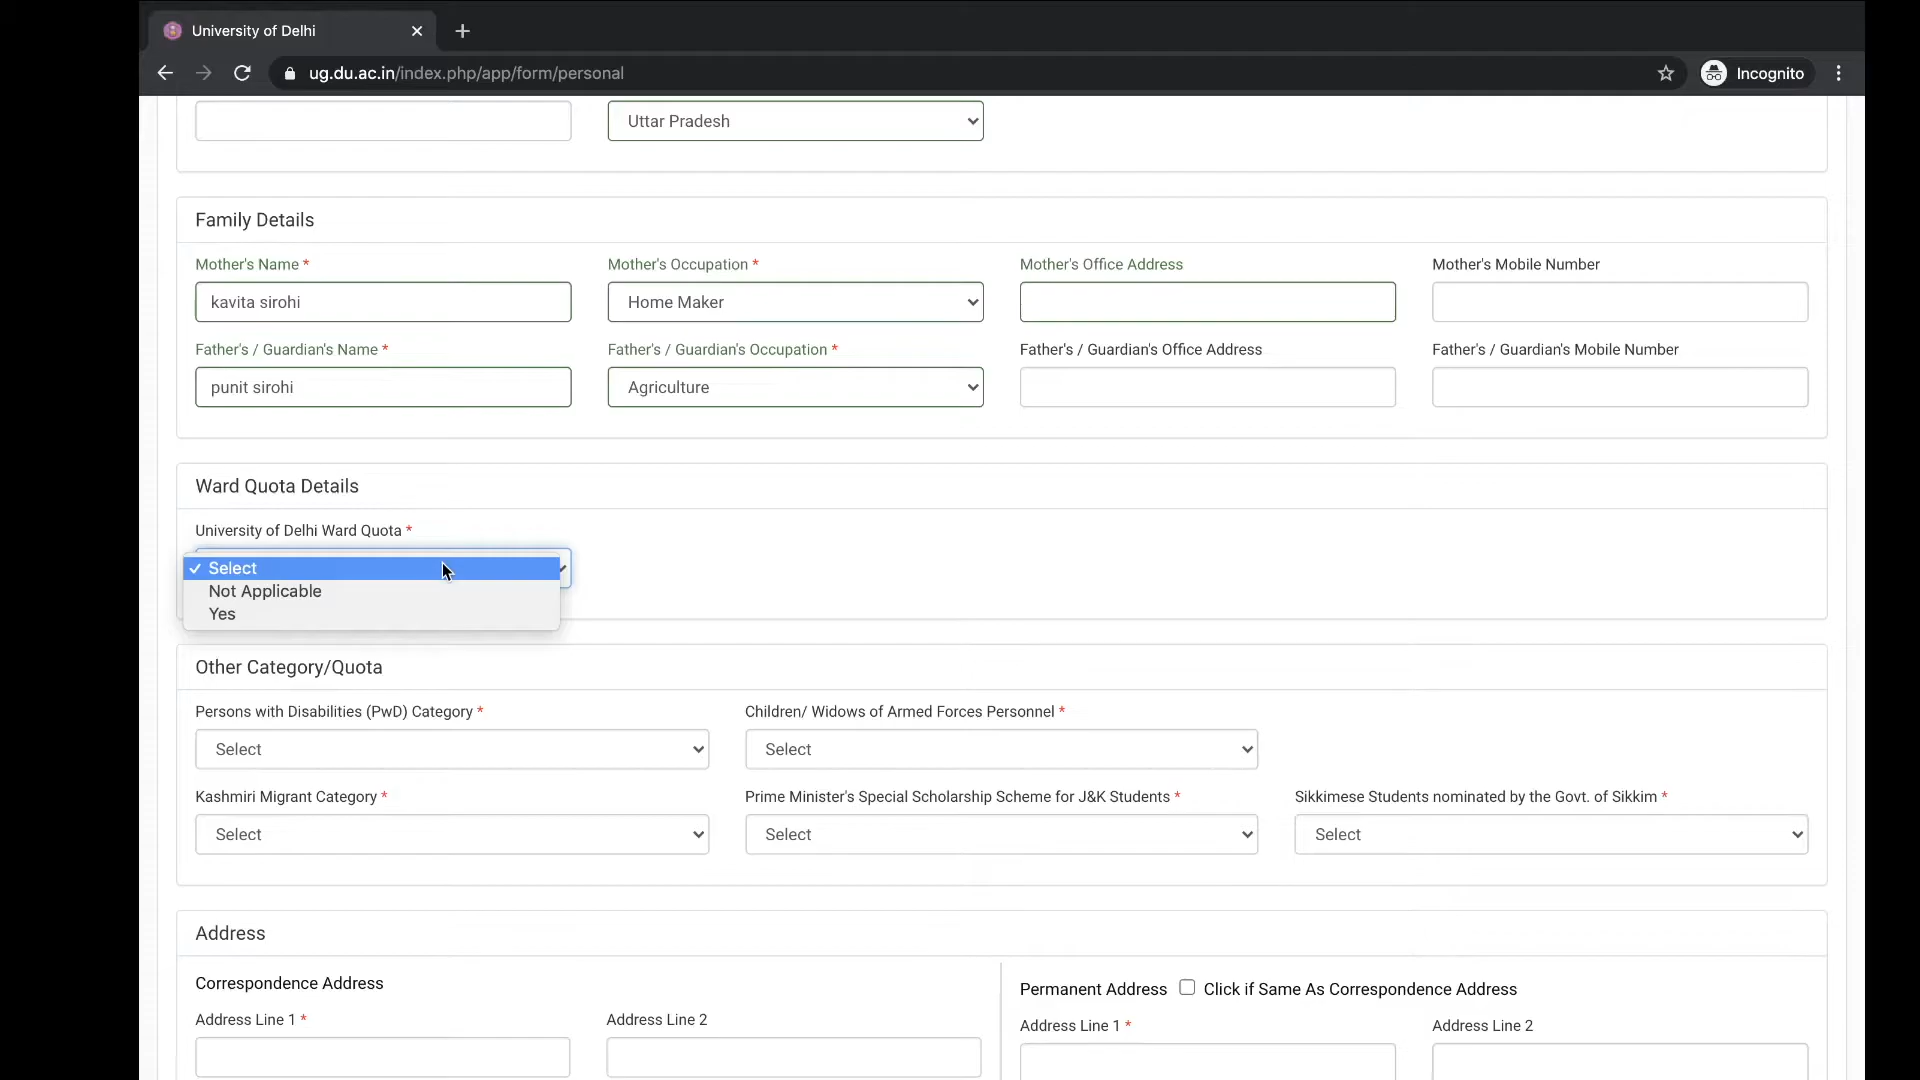 University of Delhi
ug.du.ac.in/index.php/app/form/personal
Incognito
Uttar Pradesh
Family Details
Mother's Name *
Mother's Occupation *
Mother's Office Address
Mother's Mobile Number
kavita sirohi
Home Maker
Father's / Guardian's Name *
Father's / Guardian's Occupation *
Father's / Guardian's Office Address
Father's / Guardian's Mobile Number
punit sirohi
Agriculture
Ward Quota Details
University of Delhi Ward Quota *
✓ Select
Not Applicable
Yes
Other Category/Quota
Persons with Disabilities (PwD) Category *
Children/ Widows of Armed Forces Personnel *
Select
Select
Kashmiri Migrant Category *
Prime Minister's Special Scholarship Scheme for J&K Students *
Sikkimese Students nominated by the Govt. of Sikkim *
Select
Select
Select
Address
Correspondence Address
Permanent Address
Click if Same As Correspondence Address
Address Line 1 *
Address Line 2
Address Line 1 *
Address Line 2